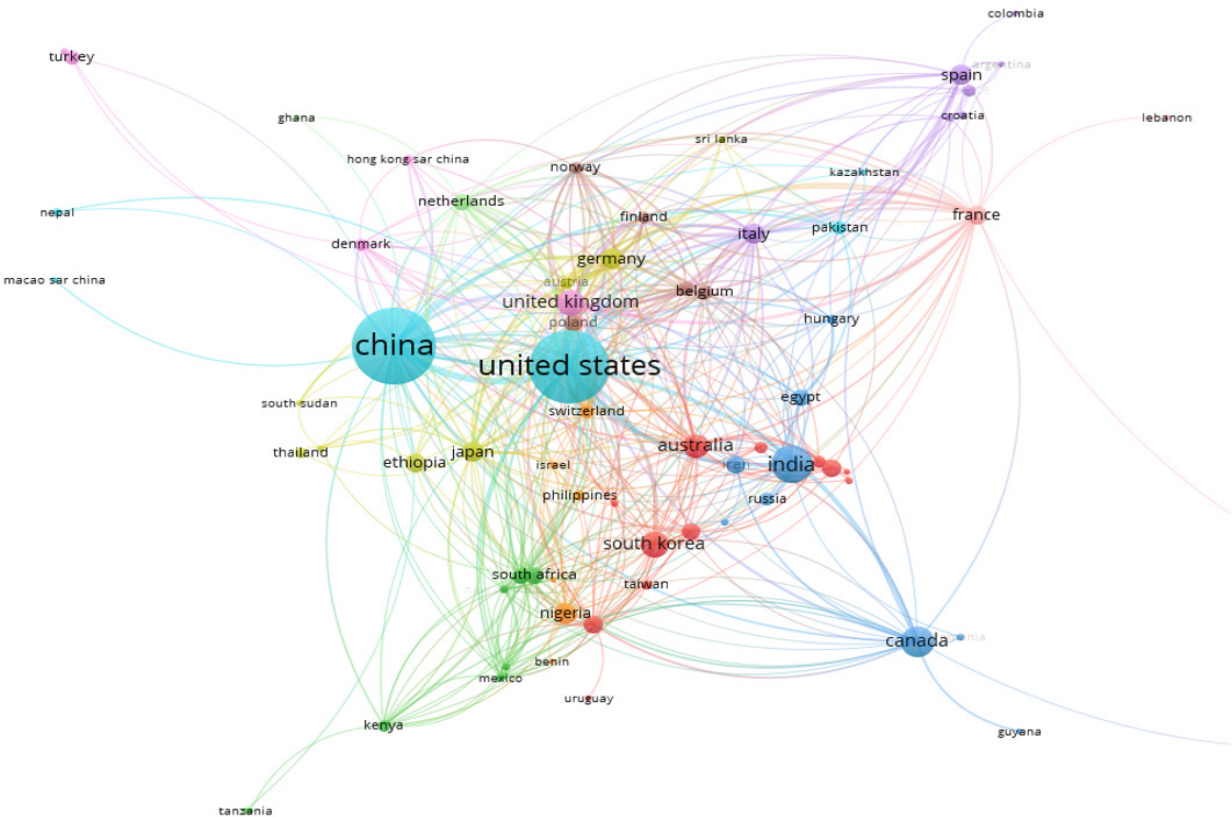 colombia
turkey
argentina
spain
ghana
croatia
lebanon
sri lanka
hong kong sar china
norway
kazakhstan
netherlands
nepal
finland
france
pakistan
italy
denmark
germany
macao sar china
austria
belgium
united kingdom
hungary
poland
china
united states
egypt
south sudan
switzerland
australia
thailand
japan
ethiopia
israel
iran
india
philippines
russia
south korea
south africa
taiwan
nigeria
canada
benin
mexico
uruguay
kenya
guyana
tanzania